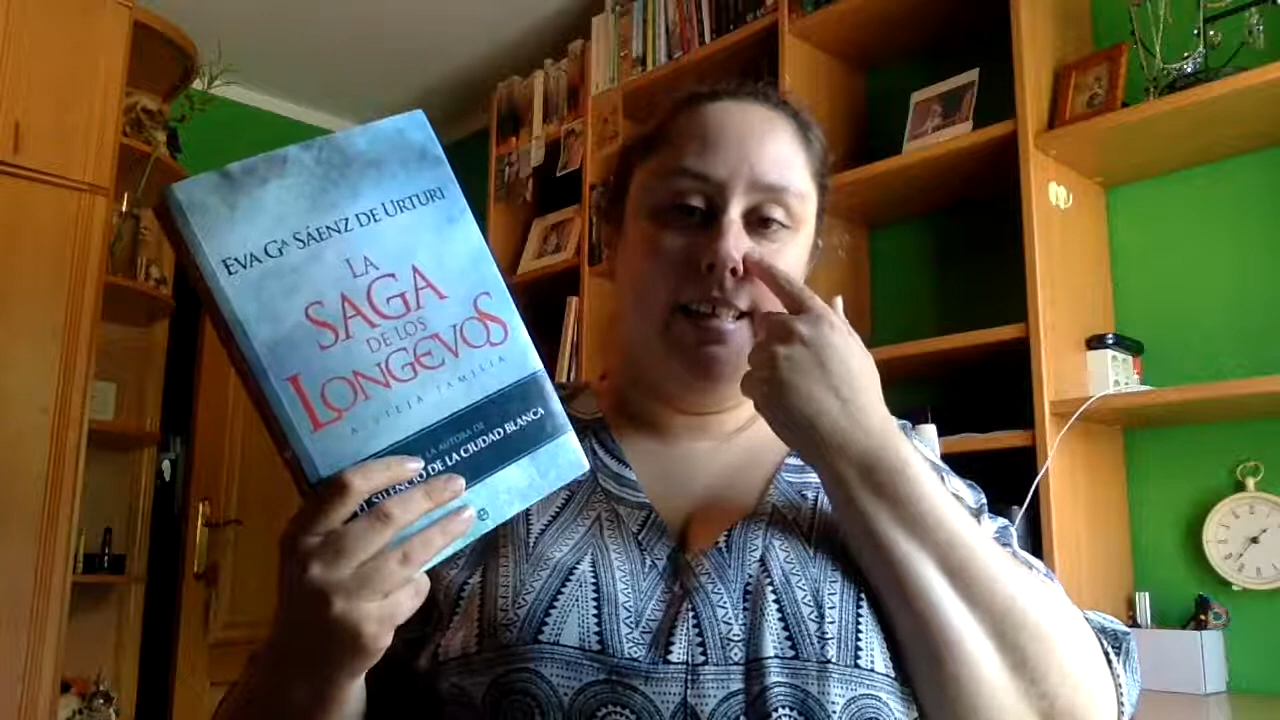 EVA Gª SÁENZ DE URTURI
LA
SAGA
DE LOS
LONGEVOS
A VIEJA FAMILIA
LA AUTORA DE
EL SILENCIO DE LA CIUDAD BLANCA